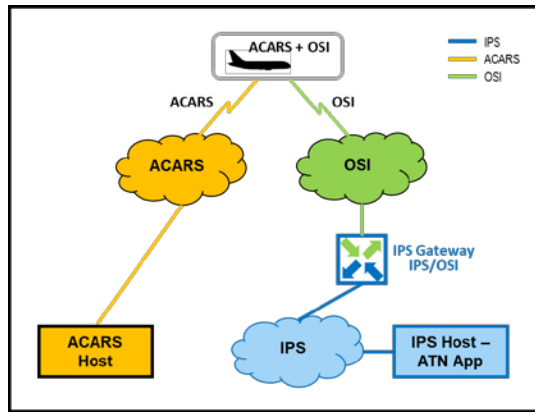 ACARS + OSI
IPS
ACARS
OSI
ACARS
OSI
ACARS
OSI
IPS Gateway
IPS/OSI
ACARS
Host
IPS
IPS Host –
ATN App